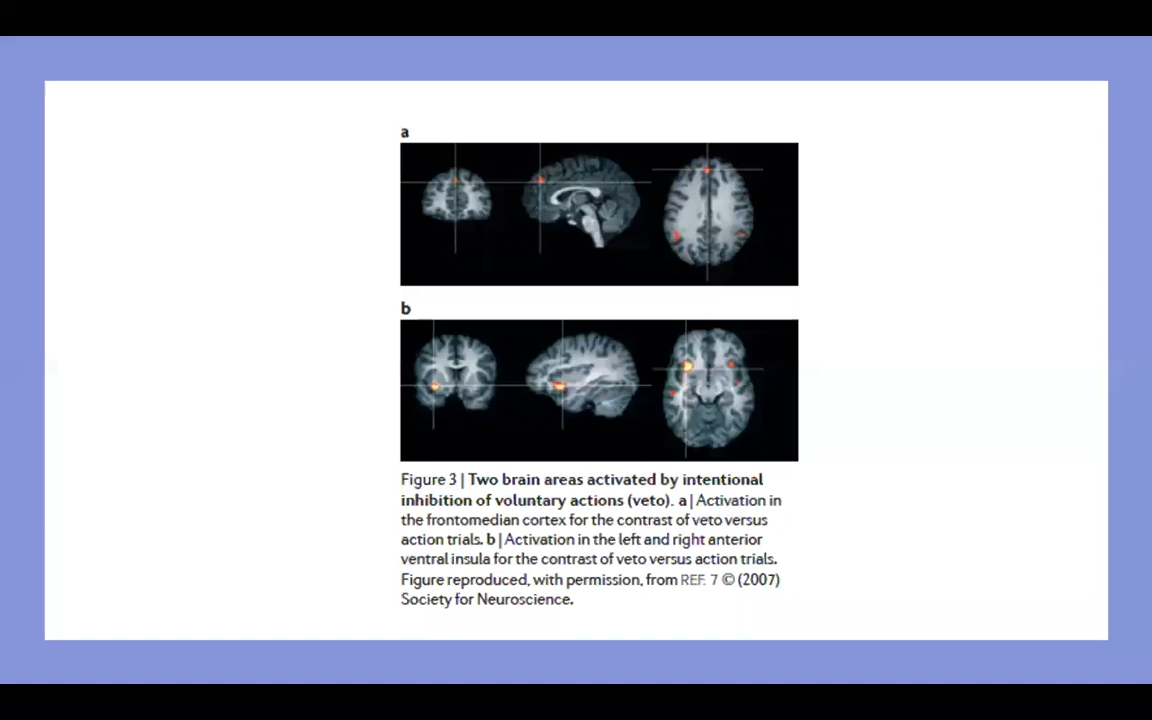 a
b
Figure 3 | Two brain areas activated by intentional
inhibition of voluntary actions (veto). a | Activation in
the frontomedian cortex for the contrast of veto versus
action trials. b | Activation in the left and right anterior
ventral insula for the contrast of veto versus action trials.
Figure reproduced, with permission, from REF. 7 © (2007)
Society for Neuroscience.